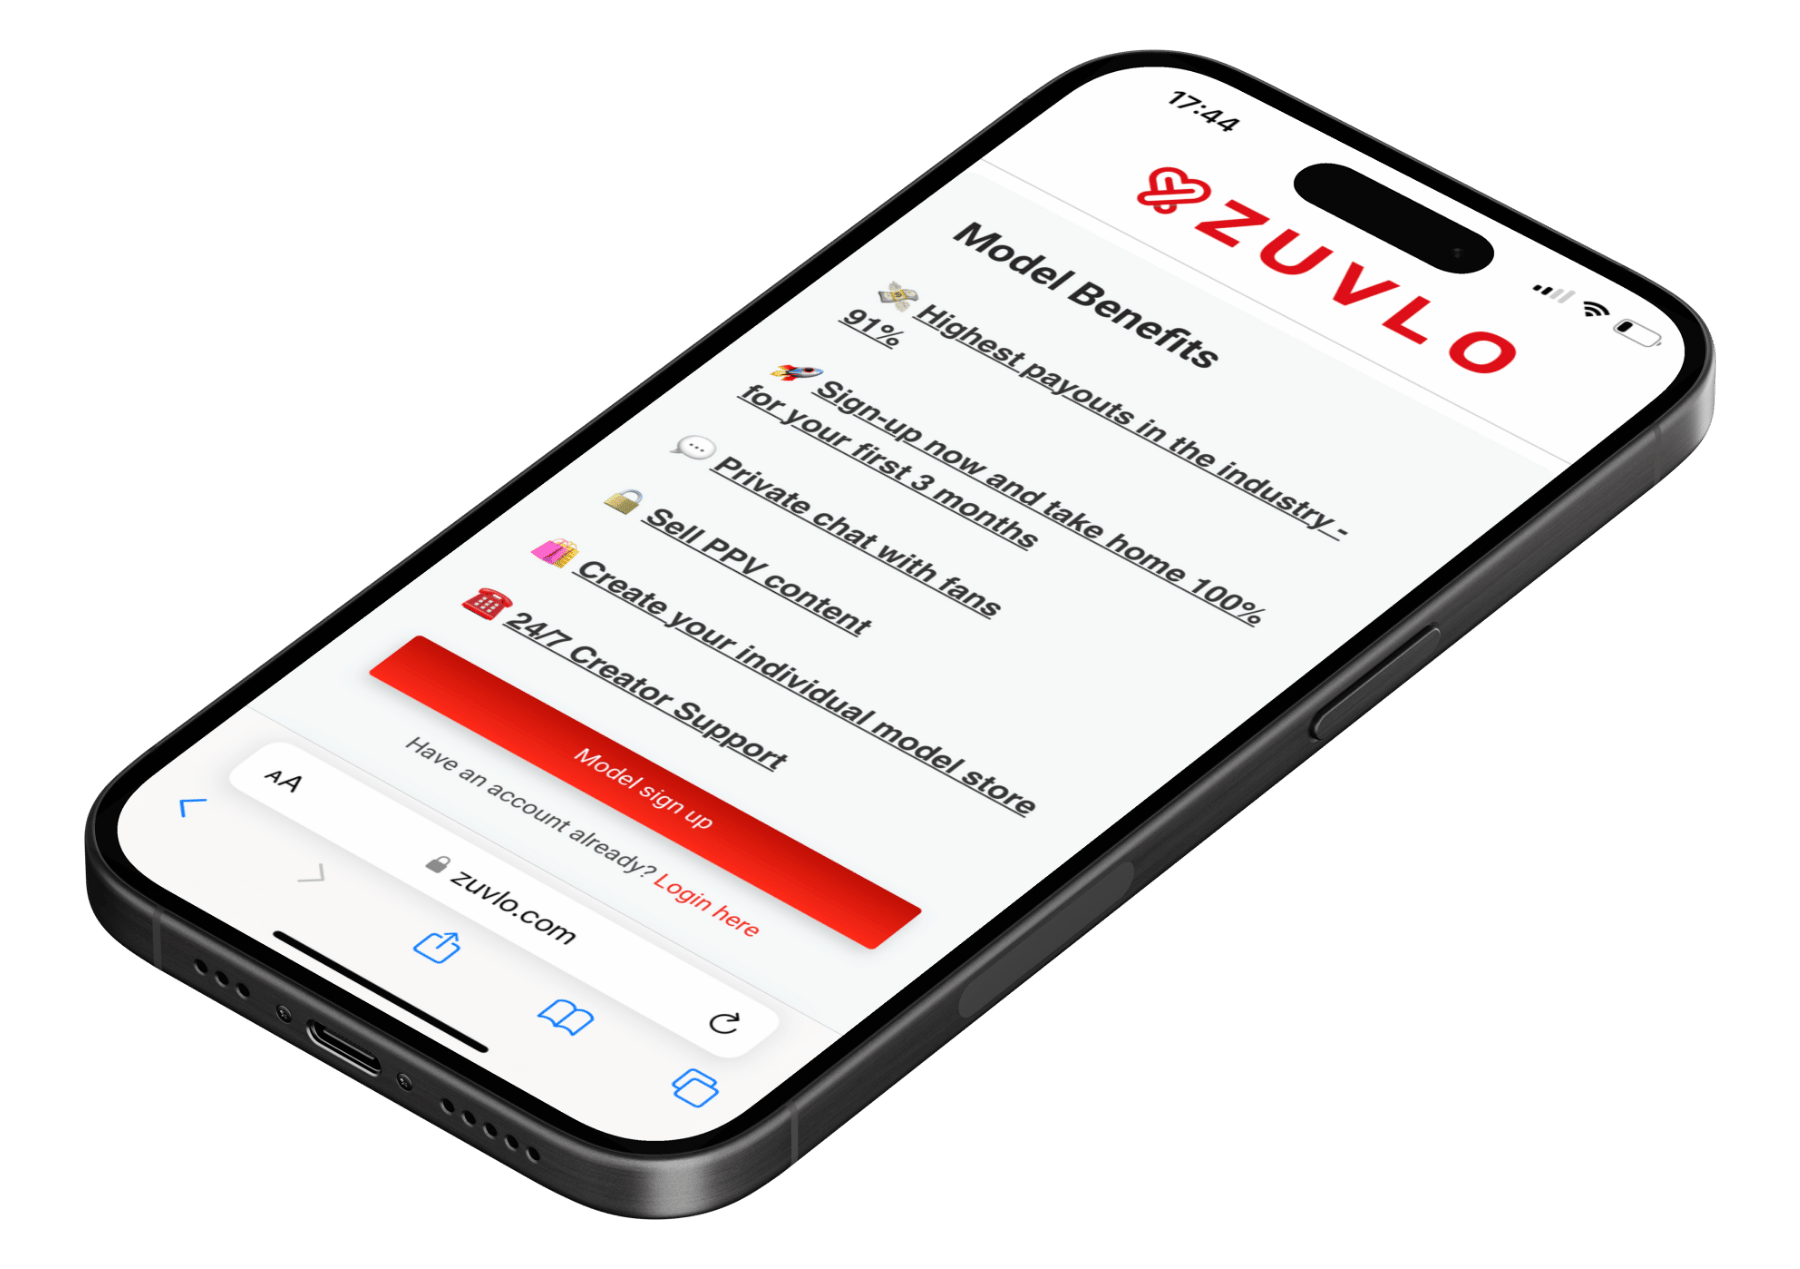 17:44
ZUVLO
Model Benefits
💸 Highest payouts in the industry -
91%
🚀 Sign-up now and take home 100%
for your first 3 months
💬 Private chat with fans
🔒 Sell PPV content
🛍️ Create your individual model store
☎️ 24/7 Creator Support
Model sign up
Have an account already? Login here
AA
zuvlo.com